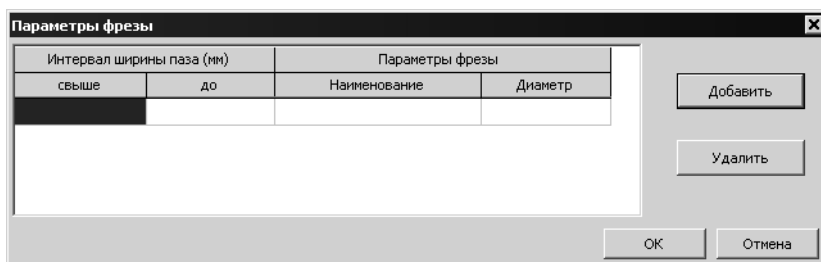 Параметры фрезы
Интервал ширины паза (мм) Параметры фрезы
свыше до Наименование Диаметр
Добавить
Удалить
OK Отмена